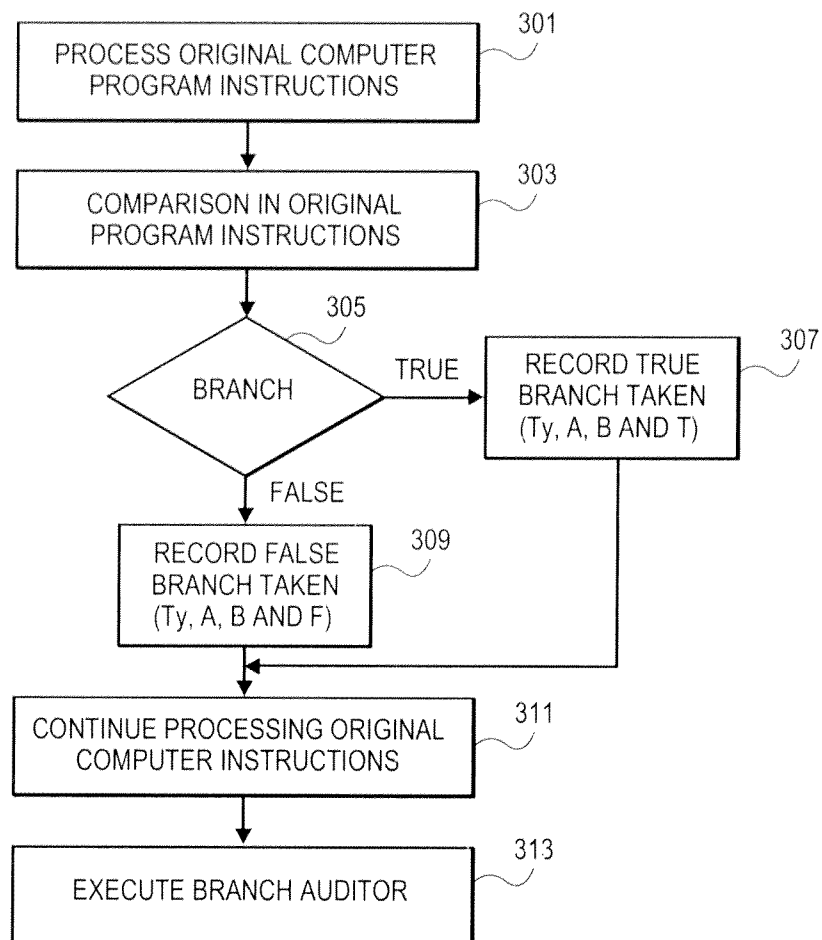 301
PROCESS ORIGINAL COMPUTER
PROGRAM INSTRUCTIONS
303
COMPARISON IN ORIGINAL
PROGRAM INSTRUCTIONS
305
BRANCH
TRUE
307
RECORD TRUE
BRANCH TAKEN
(Ty, A, B AND T)
FALSE
309
RECORD FALSE
BRANCH TAKEN
(Ty, A, B AND F)
311
CONTINUE PROCESSING ORIGINAL
COMPUTER INSTRUCTIONS
313
EXECUTE BRANCH AUDITOR